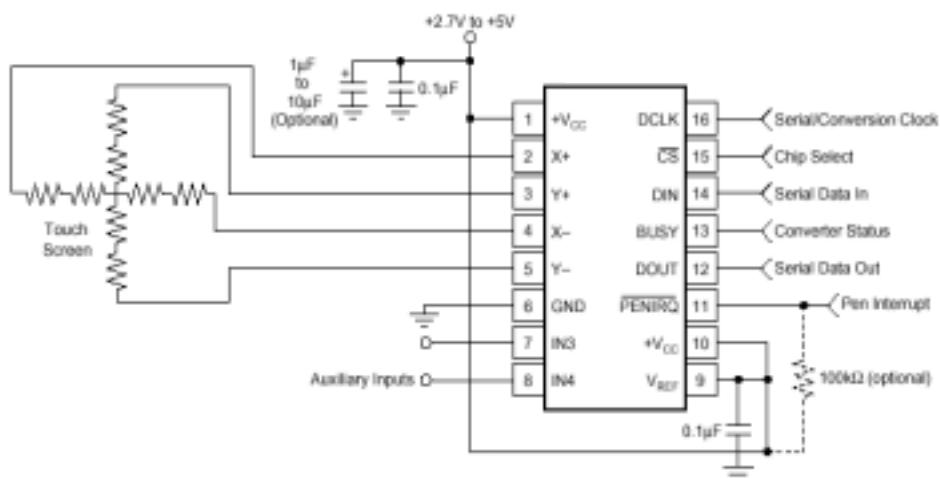 +2.7V to +5V
1µF
to
10µF
(Optional)
0.1µF
Touch
Screen
1 +VCC DCLK 16 Serial/Conversion Clock
2 X+ CS 15 Chip Select
3 Y+ DIN 14 Serial Data In
4 X– BUSY 13 Converter Status
5 Y– DOUT 12 Serial Data Out
6 GND PENIRQ 11 Pen Interrupt
7 IN3 +VCC 10
Auxiliary Inputs 8 IN4 VREF 9 100kΩ (optional)
0.1µF